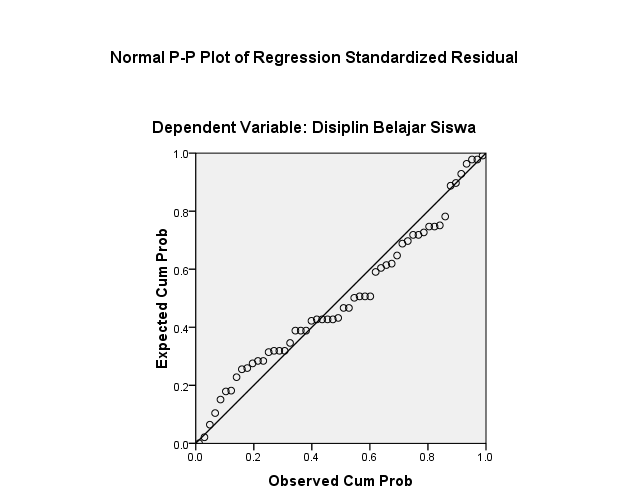 Normal P-P Plot of Regression Standardized Residual
Dependent Variable: Disiplin Belajar Siswa
Expected Cum Prob
1.0
0.8
0.6
0.4
0.2
0.0
0.0 0.2 0.4 0.6 0.8 1.0
Observed Cum Prob